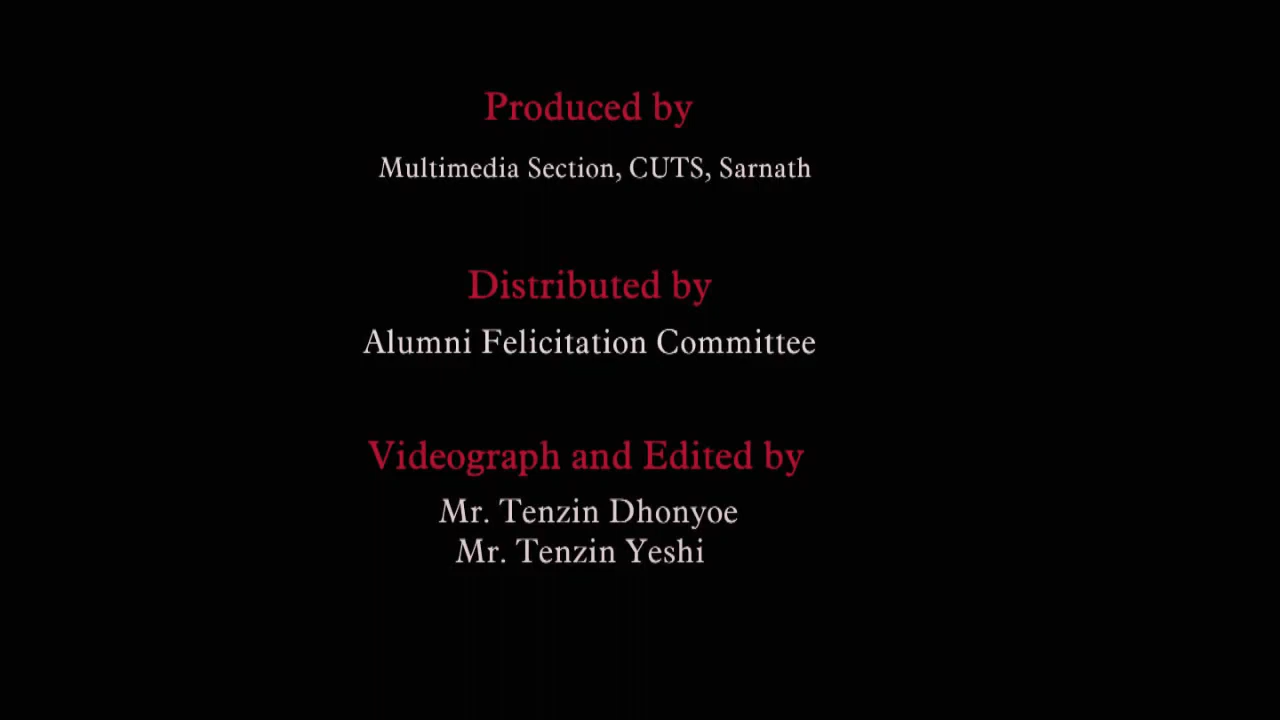 Produced by
Multimedia Section, CUTS, Sarnath
Distributed by
Alumni Felicitation Committee
Videograph and Edited by
Mr. Tenzin Dhonyoe
Mr. Tenzin Yeshi